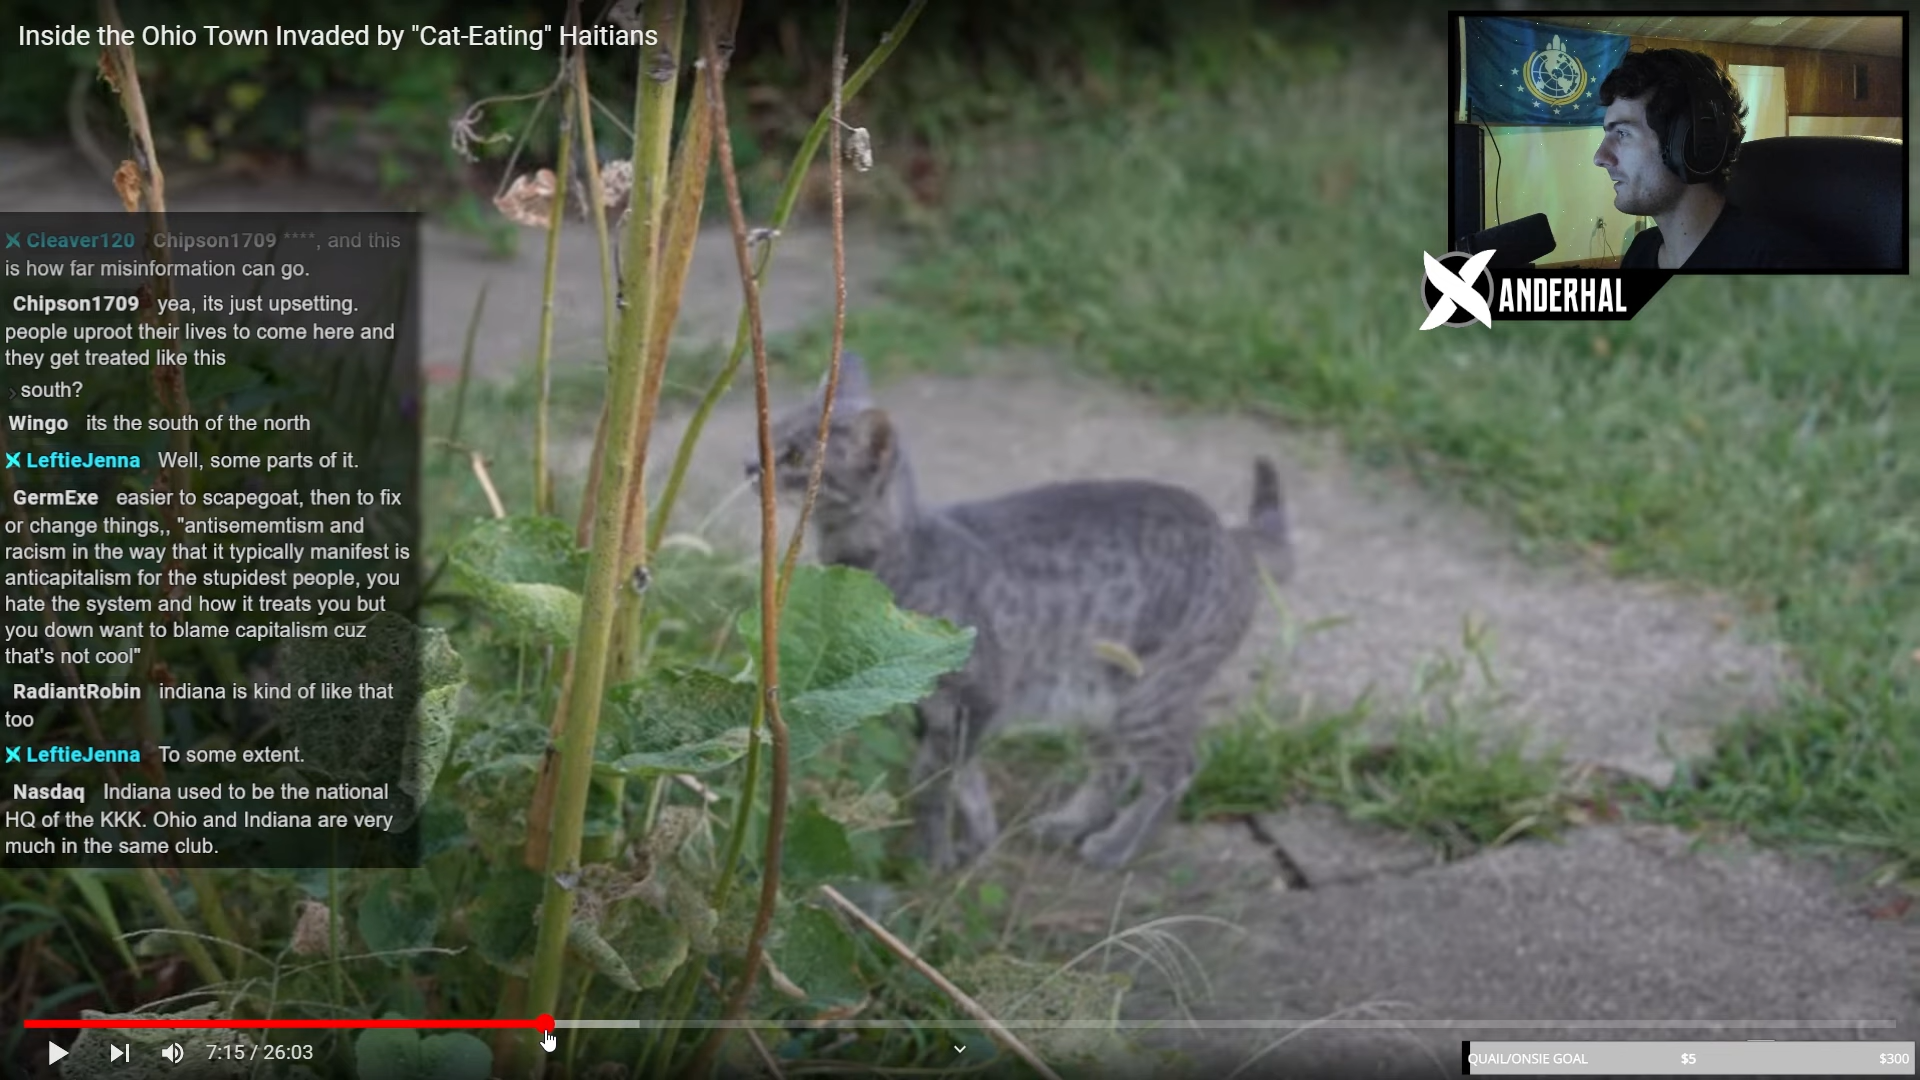 Inside the Ohio Town Invaded by "Cat-Eating" Haitians
Cleaver120 Chipson1709 ****, and this
is how far misinformation can go.
Chipson1709 yea, its just upsetting.
people uproot their lives to come here and
they get treated like this
south?
Wingo its the south of the north
LeftieJenna Well, some parts of it.
GermExe easier to scapegoat, then to fix
or change things,, "antisememtism and
racism in the way that it typically manifest is
anticapitalism for the stupidest people, you
hate the system and how it treats you but
you down want to blame capitalism cuz
that's not cool"
RadiantRobin indiana is kind of like that
too
LeftieJenna To some extent.
Nasdaq Indiana used to be the national
HQ of the KKK. Ohio and Indiana are very
much in the same club.
XANDERHAL
7:15 / 26:03
QUAIL/ONSIE GOAL $5 $300